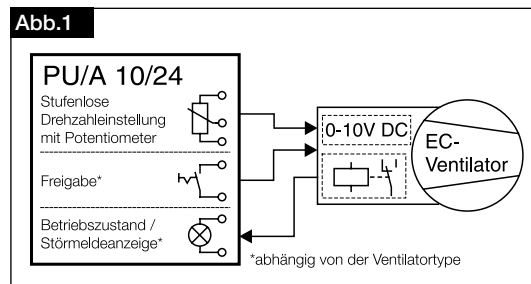 Abb.1
PU/A 10/24
Stufenlose
Drehzahleinstellung
mit Potentiometer
Freigabe*
Betriebszustand /
Störmeldeanzeige*
0-10V DC
EC-
Ventilator
*abhängig von der Ventilatortype